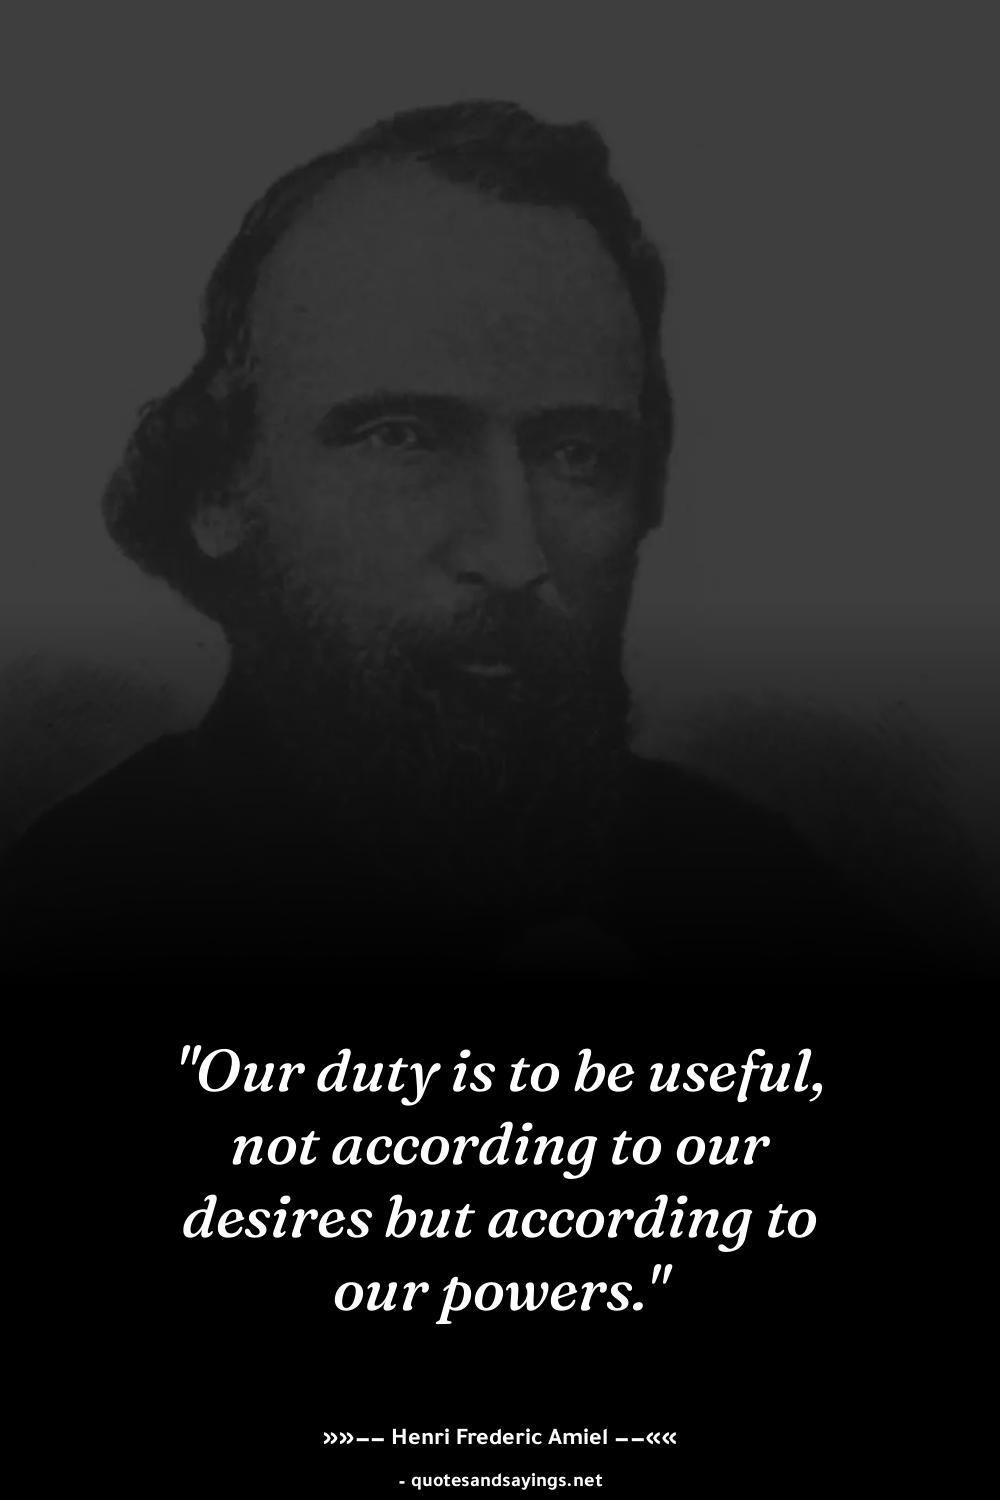 "Our duty is to be useful,
not according to our
desires but according to
our powers."
»»−− Henri Frederic Amiel −−««
- quotesandsayings.net